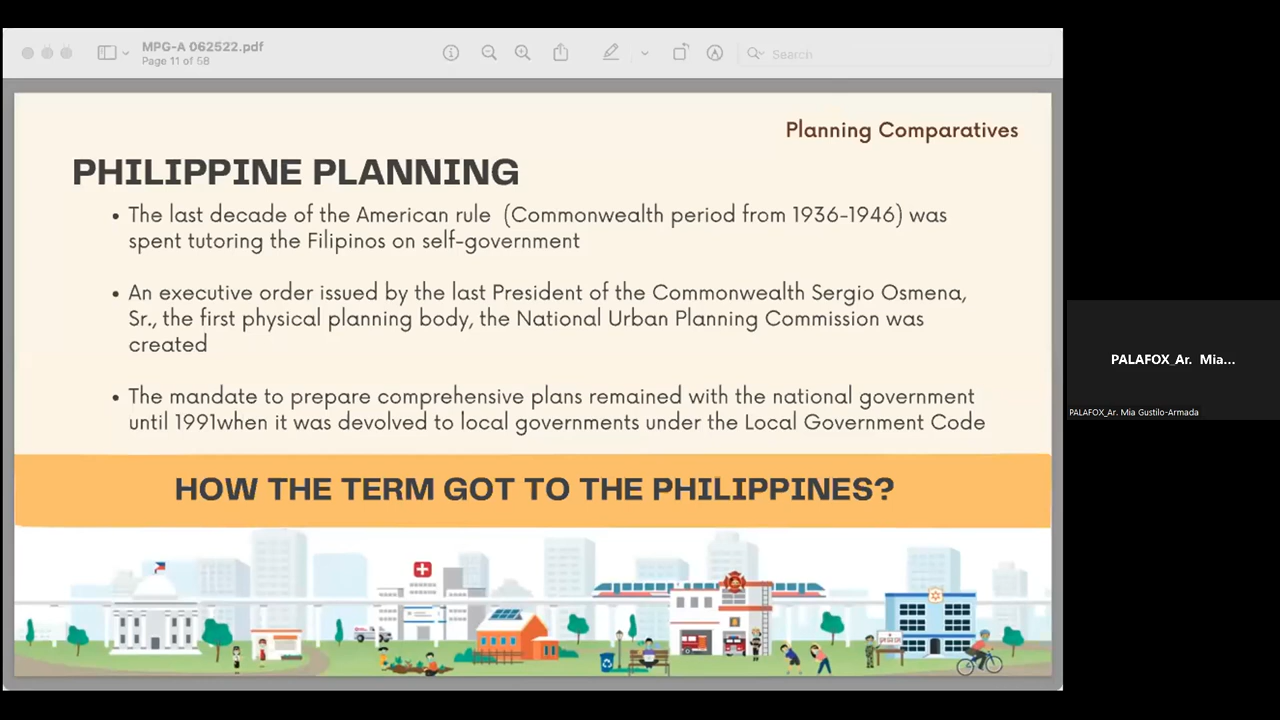 MPG-A 062522.pdf
Page 11 of 58
Search
Planning Comparatives
PHILIPPINE PLANNING
• The last decade of the American rule (Commonwealth period from 1936-1946) was
spent tutoring the Filipinos on self-government
• An executive order issued by the last President of the Commonwealth Sergio Osmena,
Sr., the first physical planning body, the National Urban Planning Commission was
created
• The mandate to prepare comprehensive plans remained with the national government
until 1991when it was devolved to local governments under the Local Government Code
HOW THE TERM GOT TO THE PHILIPPINES?
PALAFOX_Ar. Mia...
PALAFOX_Ar. Mia Gustilo-Armada